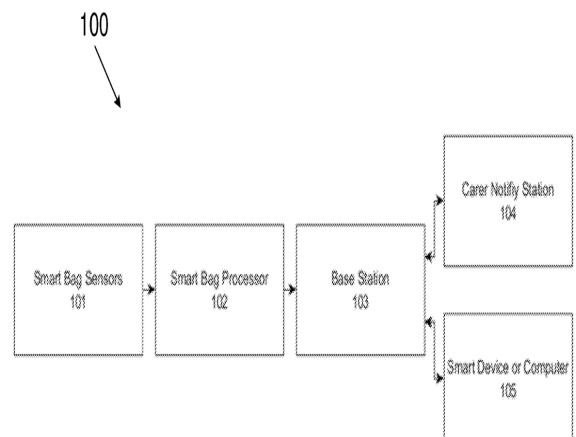 100
Smart Bag Sensors
101
Smart Bag Processor
102
Base Station
103
Carer Notifiy Station
104
Smart Device or Computer
105